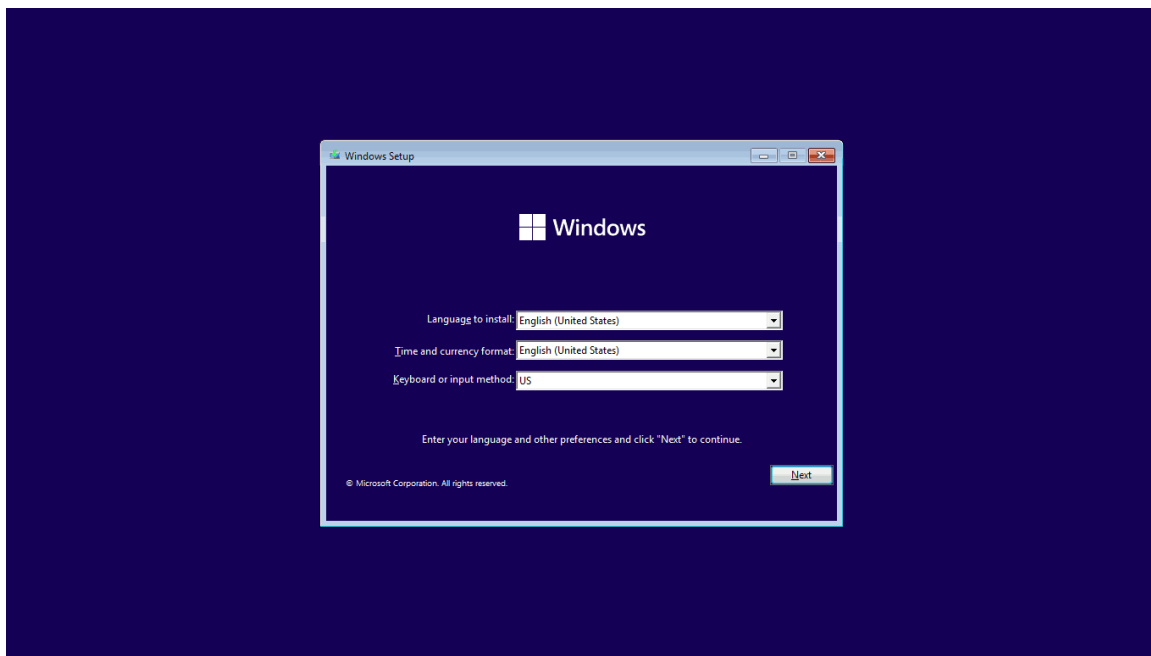 Windows Setup
Windows
Language to install: English (United States)
Time and currency format: English (United States)
Keyboard or input method: US
Enter your language and other preferences and click "Next" to continue.
Next
© Microsoft Corporation. All rights reserved.